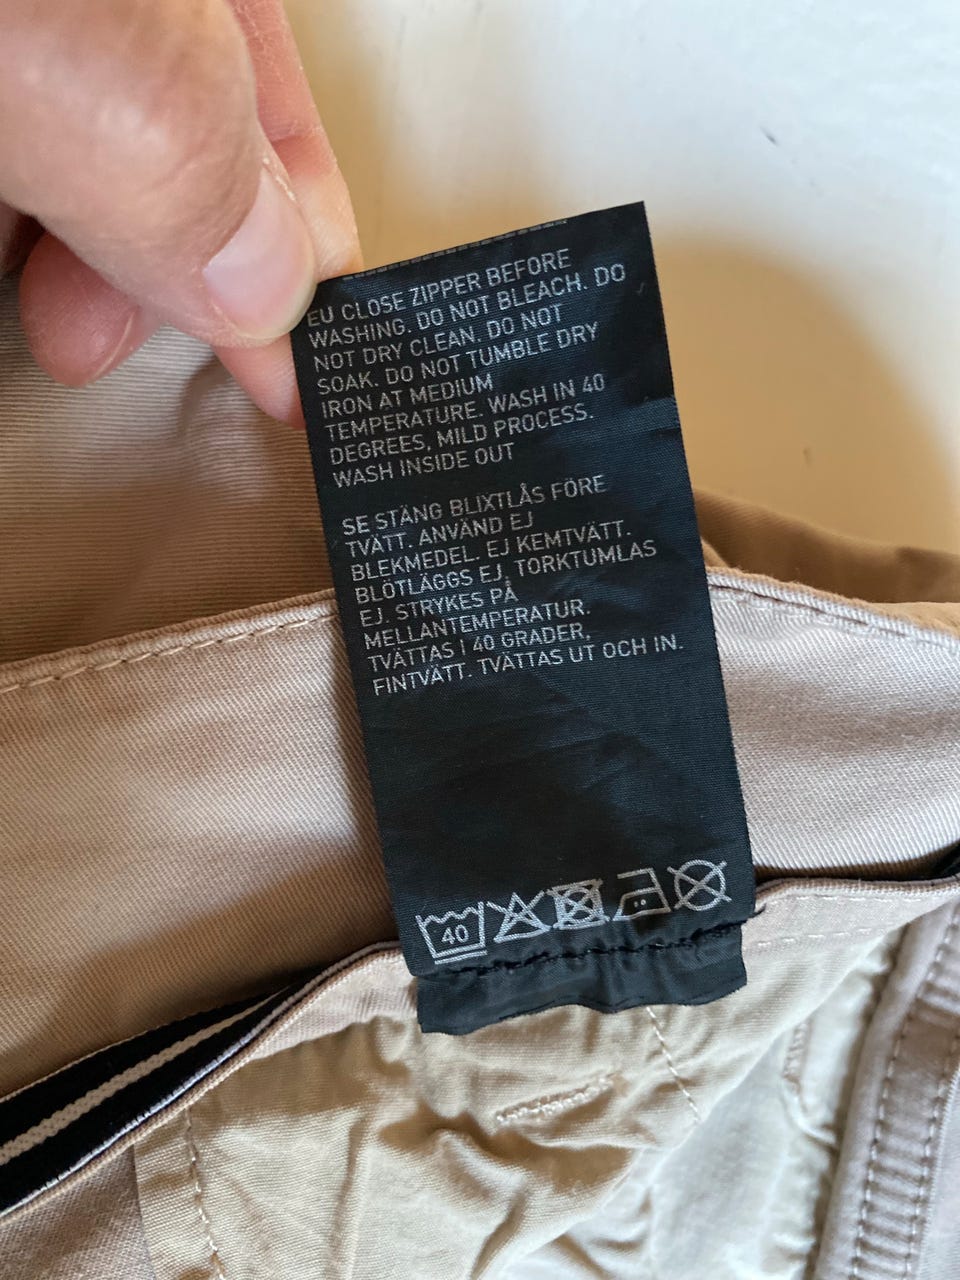 EU CLOSE ZIPPER BEFORE
WASHING. DO NOT BLEACH. DO
NOT DRY CLEAN. DO NOT
SOAK. DO NOT TUMBLE DRY
IRON AT MEDIUM
TEMPERATURE. WASH IN 40
DEGREES, MILD PROCESS.
WASH INSIDE OUT
SE STÄNG BLIXTLÅS FÖRE
TVÄTT. ANVÄND EJ
BLEKMEDEL. EJ KEMTVÄTT.
BLÖTLÄGGS EJ. TORKTUMLAS
EJ. STRYKES PÅ
MELLANTEMPERATUR.
TVÄTTAS I 40 GRADER,
FINTVÄTT. TVÄTTAS UT OCH IN.
40